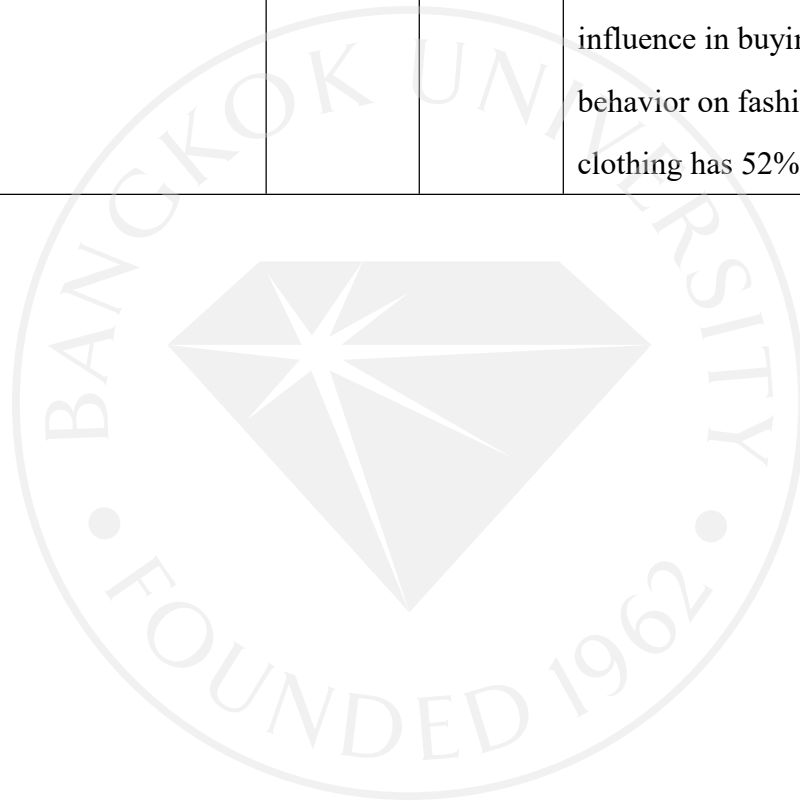 influence in buyin
behavior on fashi
clothing has 52%
BANGKOK UNIVERSITY
FOUNDED 1962